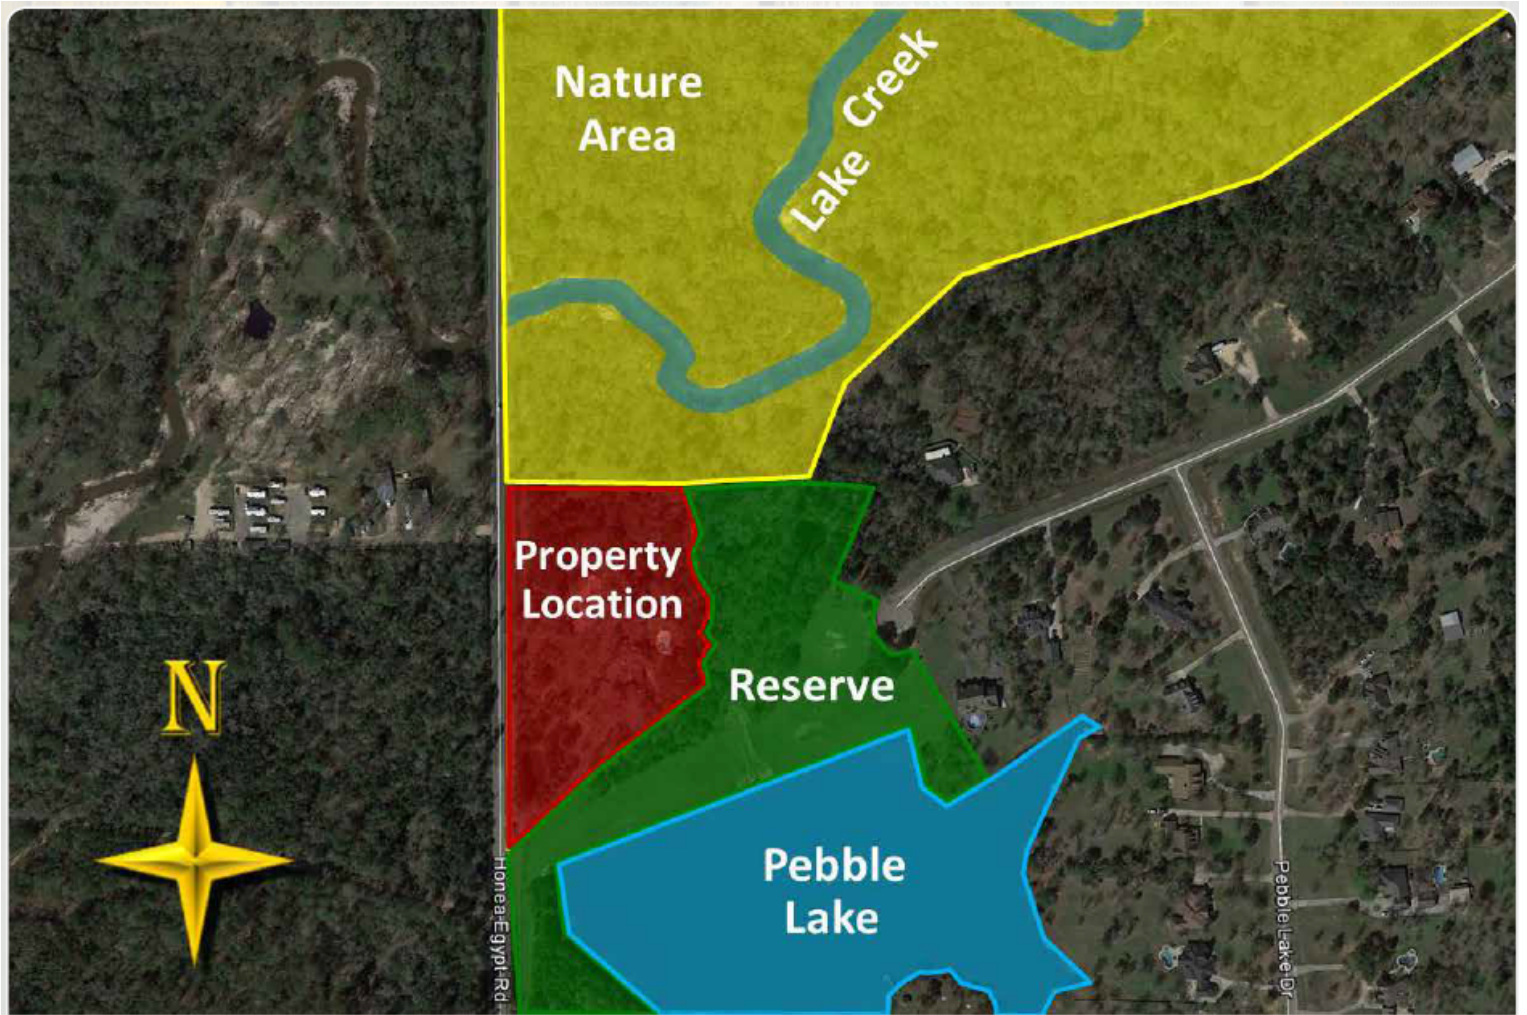 Nature
Area
Lake Creek
Property
Location
Reserve
N
Pebble
Lake
Honea-Egypt-Rd
Pebble Lake Dr